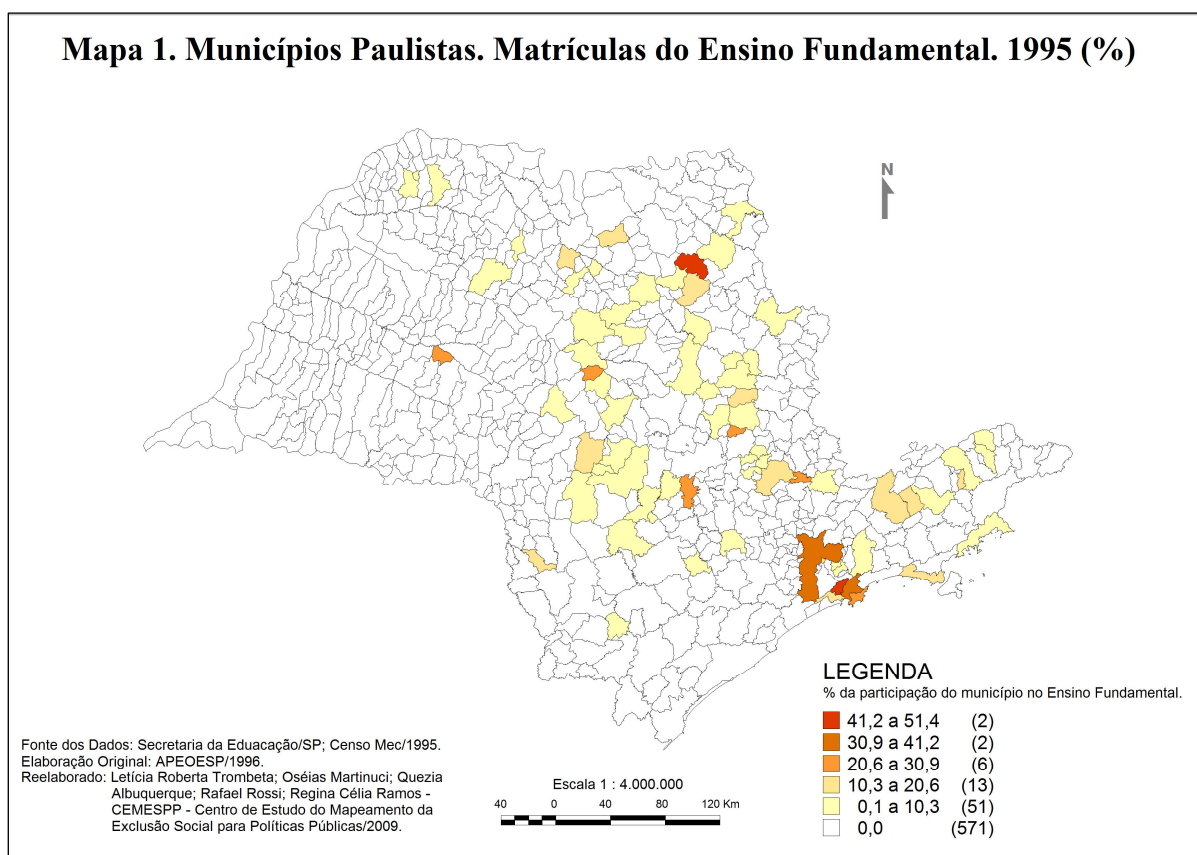 Mapa 1. Municípios Paulistas. Matrículas do Ensino Fundamental. 1995 (%)
N
LEGENDA
% da participação do município no Ensino Fundamental.
41,2 a 51,4 (2)
30,9 a 41,2 (2)
20,6 a 30,9 (6)
10,3 a 20,6 (13)
0,1 a 10,3 (51)
0,0 (571)
Fonte dos Dados: Secretaria da Eduacação/SP; Censo Mec/1995.
Elaboração Original: APEOESP/1996.
Reelaborado: Letícia Roberta Trombeta; Oséias Martinuci; Quezia
Albuquerque; Rafael Rossi; Regina Célia Ramos -
CEMESPP - Centro de Estudo do Mapeamento da
Exclusão Social para Políticas Públicas/2009.
Escala 1 : 4.000.000
40 0 40 80 120 Km